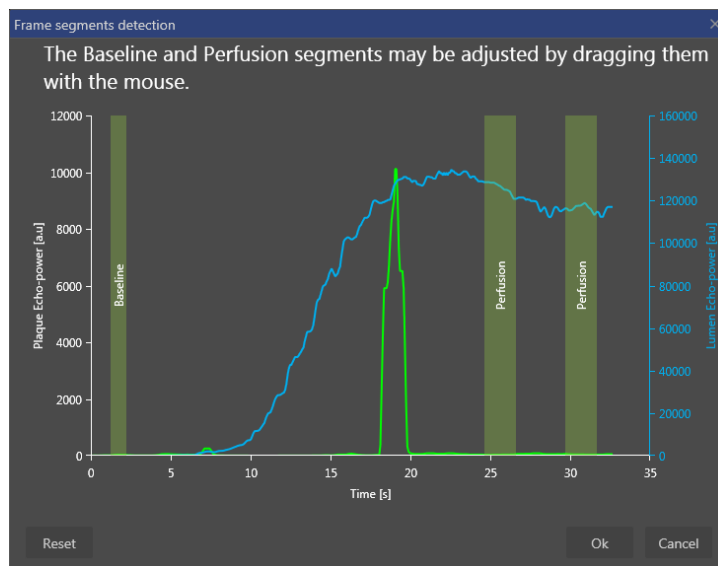 Frame segments detection
The Baseline and Perfusion segments may be adjusted by dragging them
with the mouse.
12000
10000
8000
6000
4000
2000
0
Plaque Echo-power [a.u]
Baseline
Perfusion
Perfusion
160000
140000
120000
100000
80000
60000
40000
20000
0
Lumen Echo-power [a.u]
0 5 10 15 20 25 30 35
Time [s]
Reset Ok Cancel